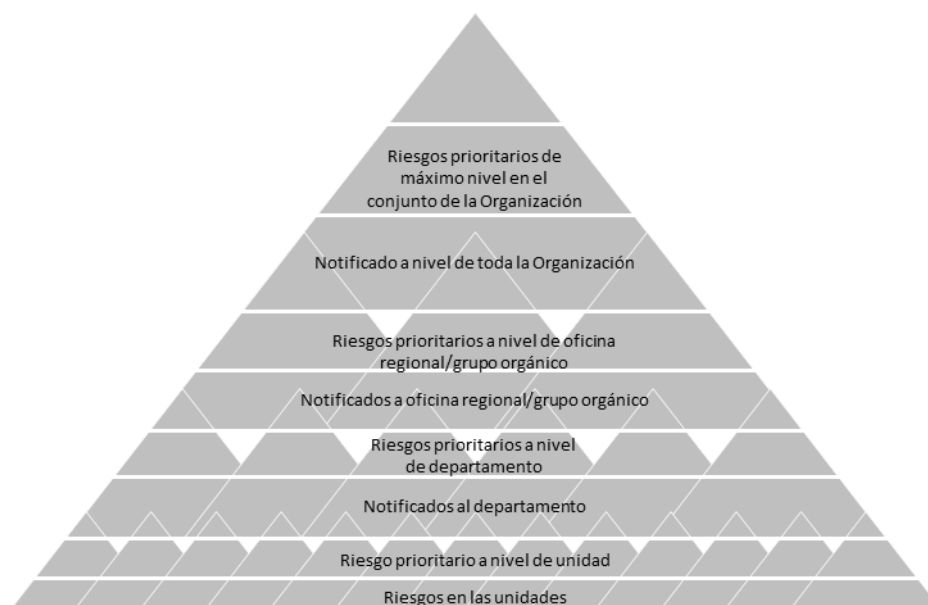 Riesgos prioritarios de
máximo nivel en el
conjunto de la Organización
Notificado a nivel de toda la Organización
Riesgos prioritarios a nivel de oficina
regional/grupo orgánico
Notificados a oficina regional/grupo orgánico
Riesgos prioritarios a nivel
de departamento
Notificados al departamento
Riesgo prioritario a nivel de unidad
Riesgos en las unidades